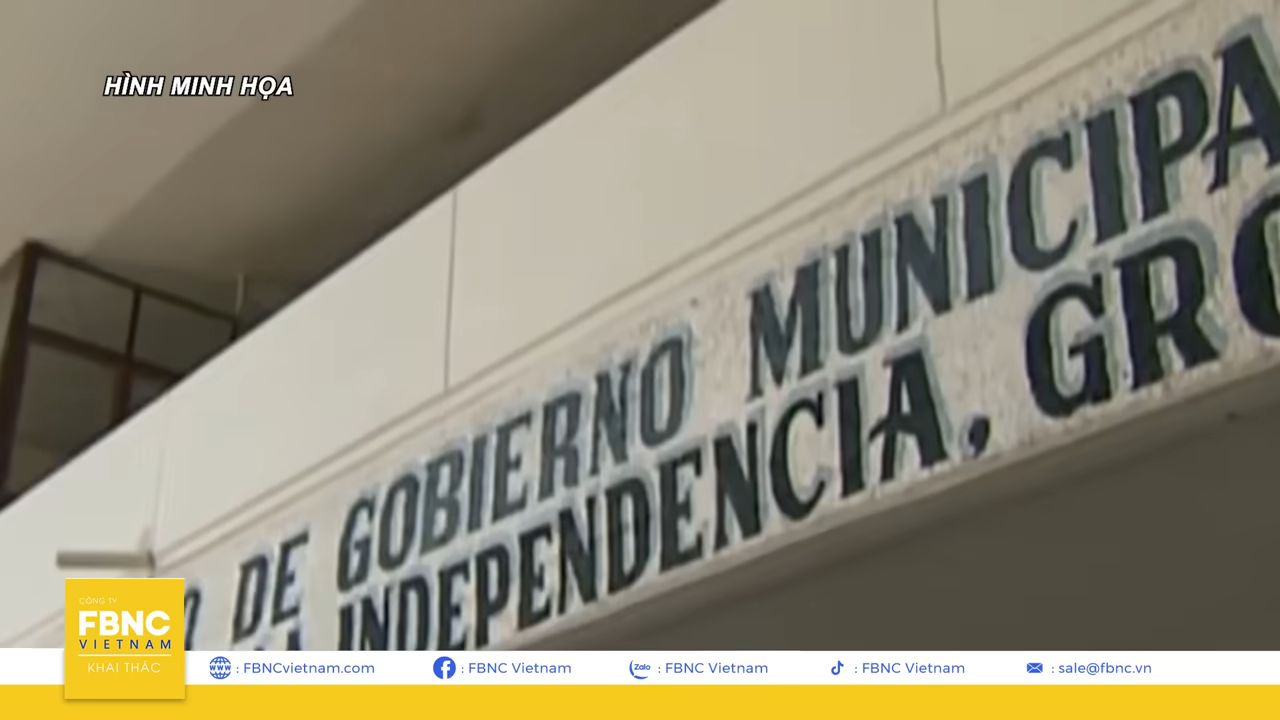 HÌNH MINH HỌA
DE GOBIERNO MUNICIPA
INDEPENDENCIA, GRO
CÔNG TY
FBNC
VIETNAM
KHAI THÁC
: FBNCvietnam.com
: FBNC Vietnam
Zalo : FBNC Vietnam
: FBNC Vietnam
: sale@fbnc.vn